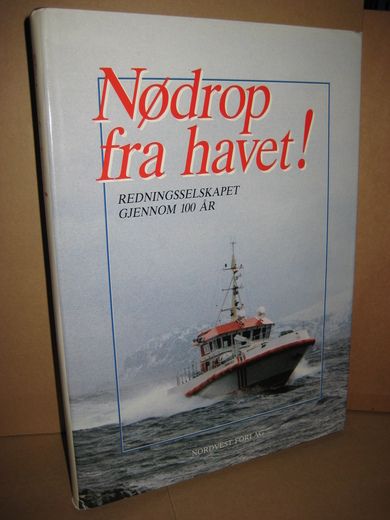 Nødrop
fra havet!
REDNINGSSELSKAPET
GJENNOM 100 ÅR
NORDVEST FORLAG